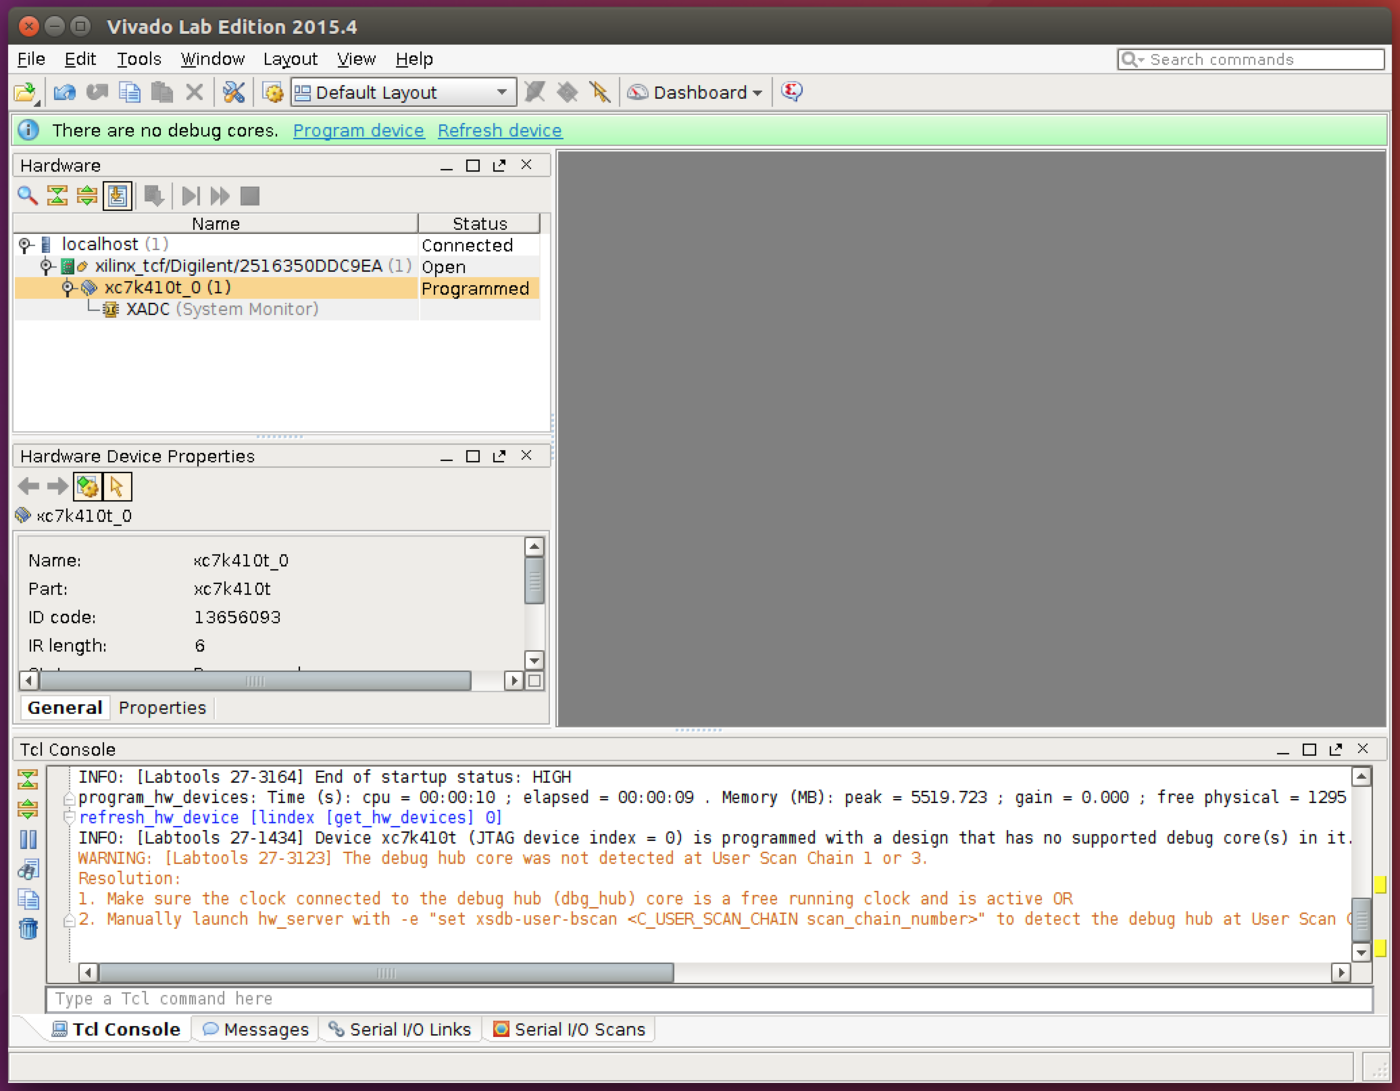 Vivado Lab Edition 2015.4
File Edit Tools Window Layout View Help
Search commands
Default Layout
Dashboard
There are no debug cores. Program device Refresh device
Hardware
Name Status
localhost (1) Connected
xilinx_tcf/Digilent/2516350DDC9EA (1) Open
xc7k410t_0 (1) Programmed
XADC (System Monitor)
Hardware Device Properties
xc7k410t_0
Name: xc7k410t_0
Part: xc7k410t
ID code: 13656093
IR length: 6
General Properties
Tcl Console
INFO: [Labtools 27-3164] End of startup status: HIGH
program_hw_devices: Time (s): cpu = 00:00:10 ; elapsed = 00:00:09 . Memory (MB): peak = 5519.723 ; gain = 0.000 ; free physical = 1295
refresh_hw_device [lindex [get_hw_devices] 0]
INFO: [Labtools 27-1434] Device xc7k410t (JTAG device index = 0) is programmed with a design that has no supported debug core(s) in it.
WARNING: [Labtools 27-3123] The debug hub core was not detected at User Scan Chain 1 or 3.
Resolution:
1. Make sure the clock connected to the debug hub (dbg_hub) core is a free running clock and is active OR
2. Manually launch hw_server with -e "set xsdb-user-bscan <C_USER_SCAN_CHAIN scan_chain_number>" to detect the debug hub at User Scan
Type a Tcl command here
Tcl Console Messages Serial I/O Links Serial I/O Scans